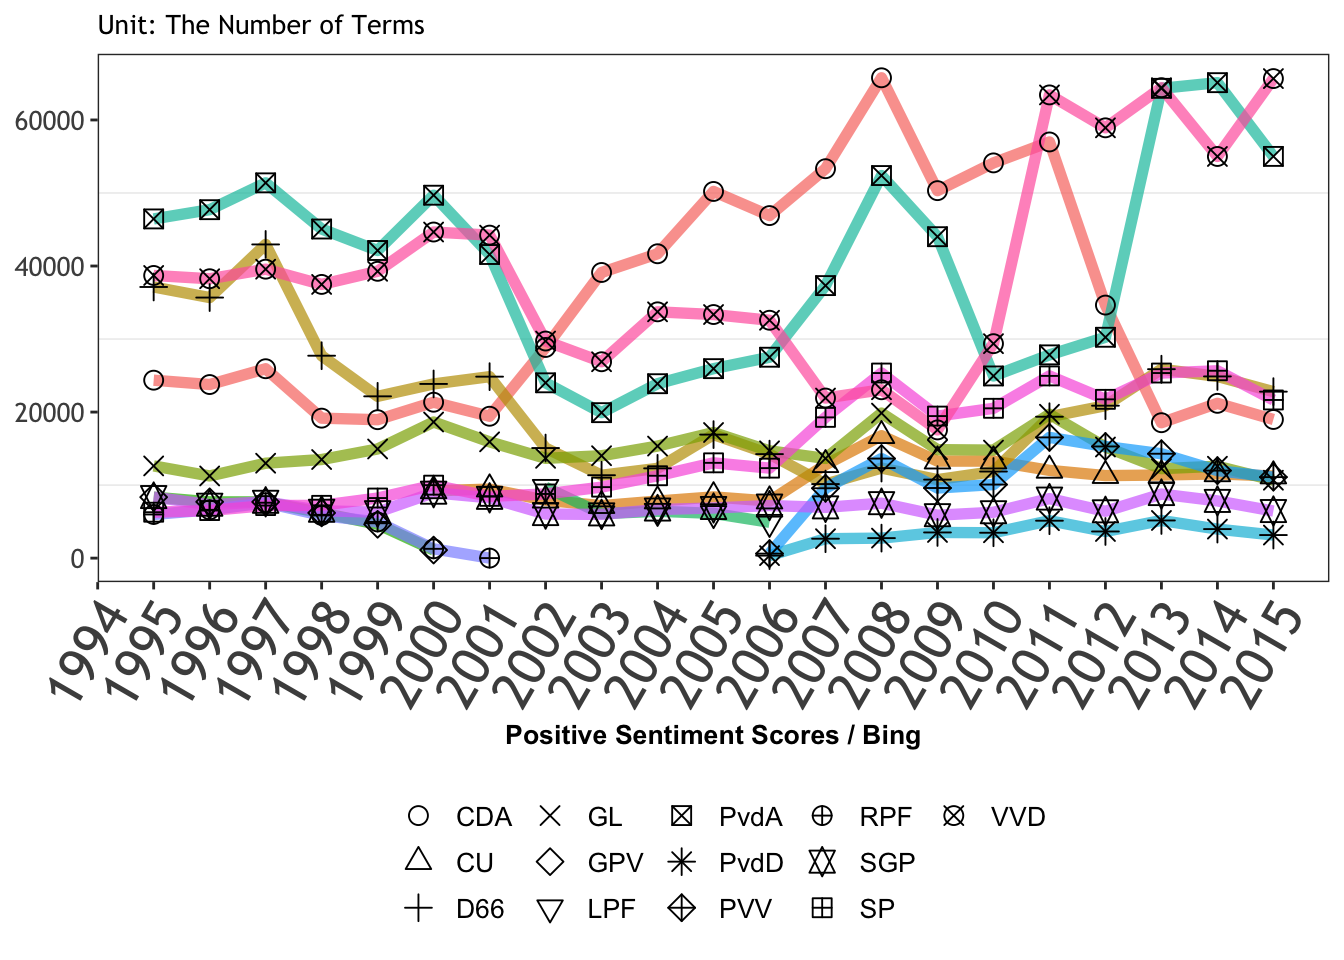 Unit: The Number of Terms
60000
40000
20000
0
1994 1995 1996 1997 1998 1999 2000 2001 2002 2003 2004 2005 2006 2007 2008 2009 2010 2011 2012 2013 2014 2015
Positive Sentiment Scores / Bing
CDA GL PvdA RPF VVD
CU GPV PvdD SGP
D66 LPF PVV SP